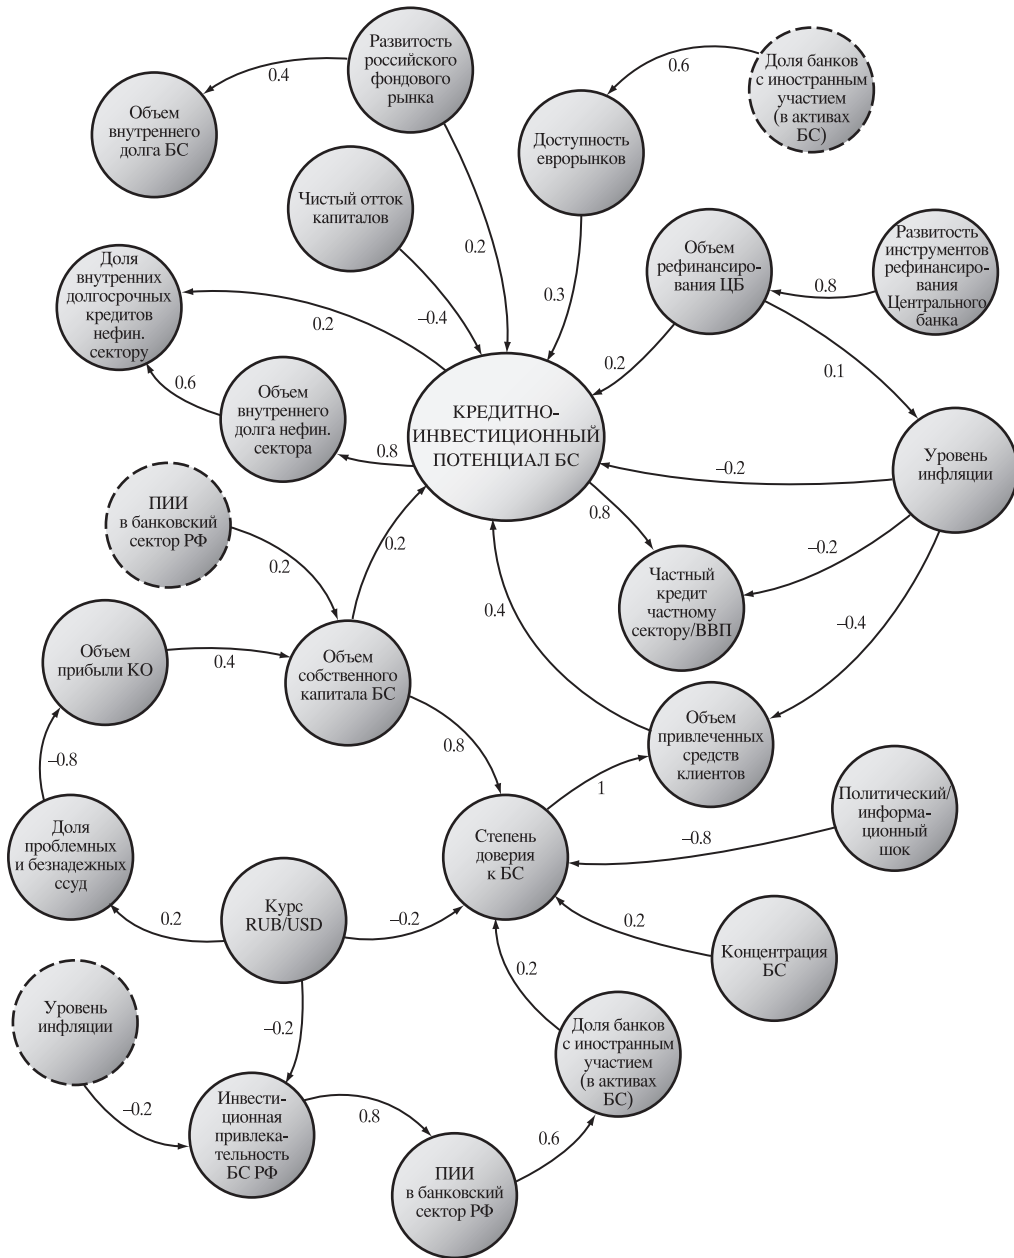 Развитость
российского
фондового
рынка
0.4
Объем
внутреннего
долга БС
Доля банков
с иностранным
участием
(в активах
БС)
0.6
Доступность
еврорынков
Чистый отток
капиталов
0.2
Объем
рефинансиро-
вания ЦБ
Развитость
инструментов
рефинансиро-
вания
Центрального
банка
0.8
Доля
внутренних
долгосрочных
кредитов
нефин.
сектору
0.2
–0.4
0.3
0.2
0.1
0.6
Объем
внутреннего
долга нефин.
сектора
0.8
КРЕДИТНО-
ИНВЕСТИЦИОННЫЙ
ПОТЕНЦИАЛ БС
–0.2
Уровень
инфляции
ПИИ
в банковский
сектор РФ
0.2
0.2
0.8
–0.2
Частный
кредит
частному
сектору/ВВП
0.4
–0.4
Объем
прибыли КО
0.4
Объем
собственного
капитала БС
0.8
Объем
привлеченных
средств
клиентов
1
–0.8
Политический/
информа-
ционный
шок
–0.8
Доля
проблемных
и безнадежных
ссуд
Степень
доверия
к БС
0.2
Курс
RUB/USD
–0.2
0.2
Концентрация
БС
0.2
Уровень
инфляции
–0.2
Доля банков
с иностранным
участием
(в активах
БС)
–0.2
Инвести-
ционная
привлека-
тельность
БС РФ
0.8
0.6
ПИИ
в банковский
сектор РФ